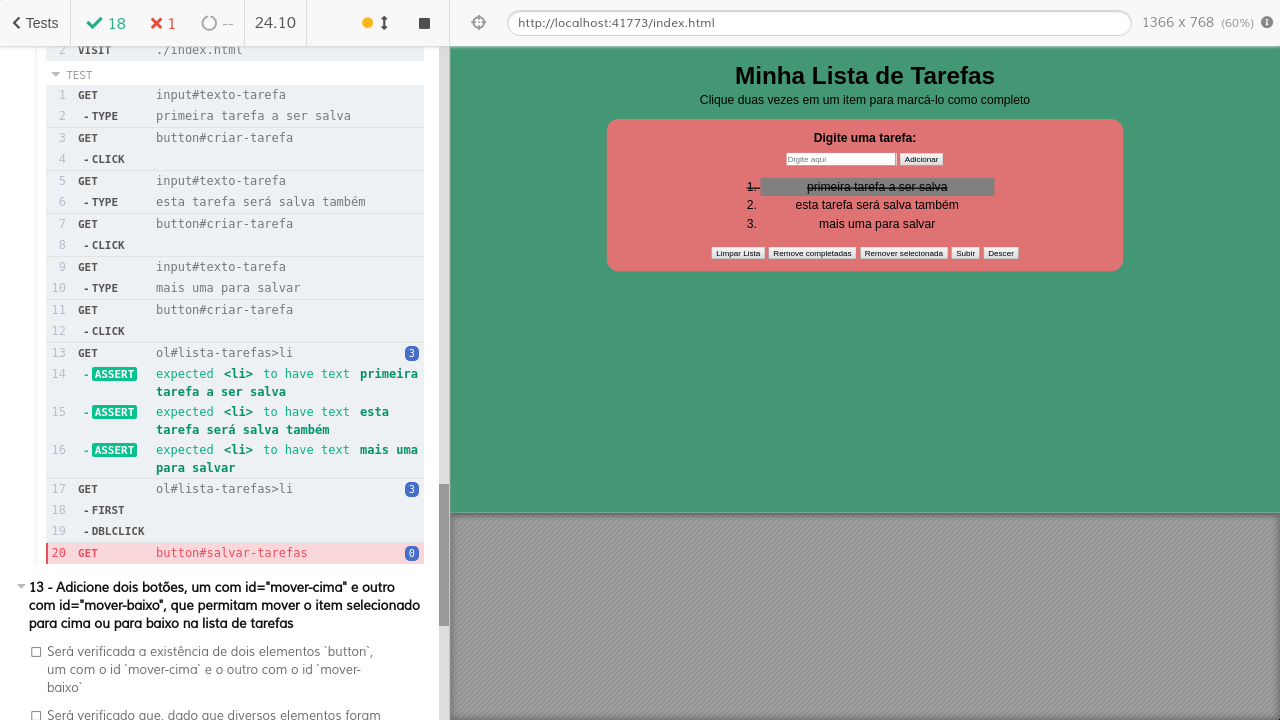 Tests 18 1 -- 24.10 http://localhost:41773/index.html 1366 x 768 (60%)
2 VISIT ./index.html
TEST
1 GET input#texto-tarefa
2 - TYPE primeira tarefa a ser salva
3 GET button#criar-tarefa
4 - CLICK
5 GET input#texto-tarefa
6 - TYPE esta tarefa será salva também
7 GET button#criar-tarefa
8 - CLICK
9 GET input#texto-tarefa
10 - TYPE mais uma para salvar
11 GET button#criar-tarefa
12 - CLICK
13 GET ol#lista-tarefas>li 3
14 - ASSERT expected <li> to have text primeira
tarefa a ser salva
15 - ASSERT expected <li> to have text esta
tarefa será salva também
16 - ASSERT expected <li> to have text mais uma
para salvar
17 GET ol#lista-tarefas>li 3
18 - FIRST
19 - DBLCLICK
20 GET button#salvar-tarefas 0
13 - Adicione dois botões, um com id="mover-cima" e outro
com id="mover-baixo", que permitam mover o item selecionado
para cima ou para baixo na lista de tarefas
Será verificada a existência de dois elementos `button`,
um com o id `mover-cima` e o outro com o id `mover-
baixo`
Será verificado que, dado que diversos elementos foram
Minha Lista de Tarefas
Clique duas vezes em um item para marcá-lo como completo
Digite uma tarefa:
Digite aqui Adicionar
1. primeira tarefa a ser salva
2. esta tarefa será salva também
3. mais uma para salvar
Limpar Lista Remove completadas Remover selecionada Subir Descer